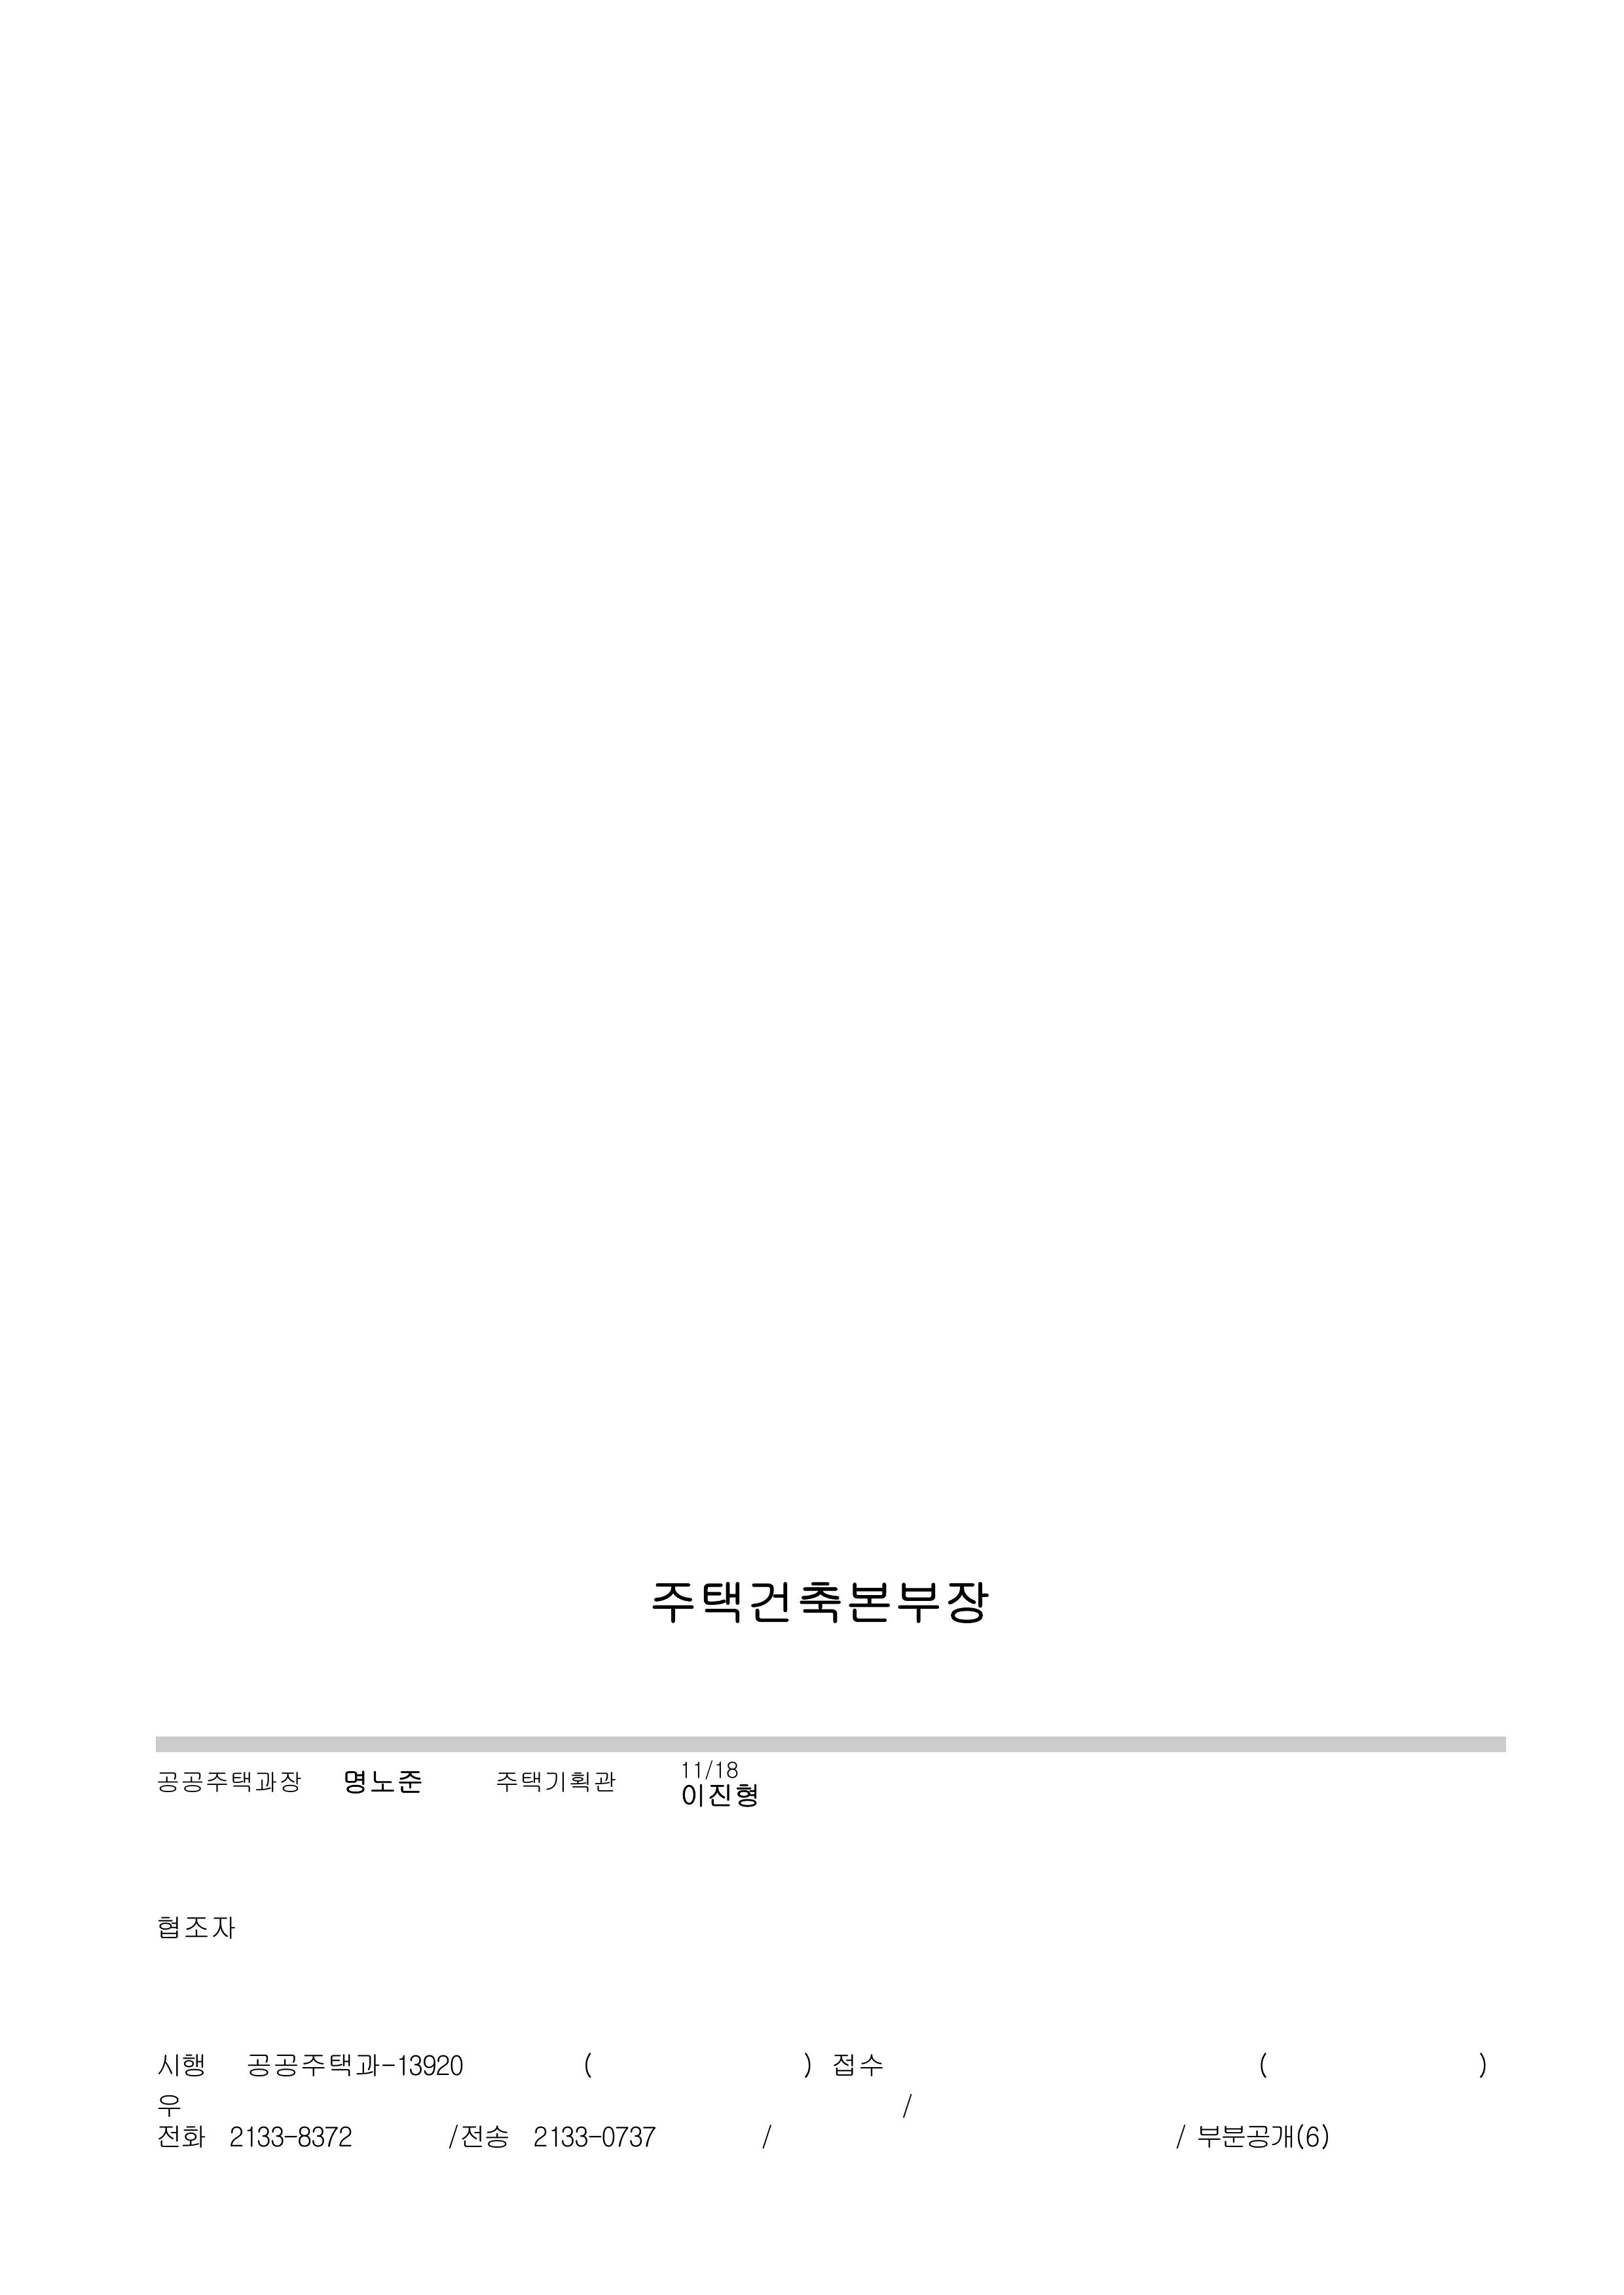 주택건축본부장
공공주택과장 명노준 주택기획관 11/18 이진형
협조자
시행 공공주택과-13920 ( ) 접수 ( )
우 /
전화 2133-8372 /전송 2133-0737 / / 부분공개(6)